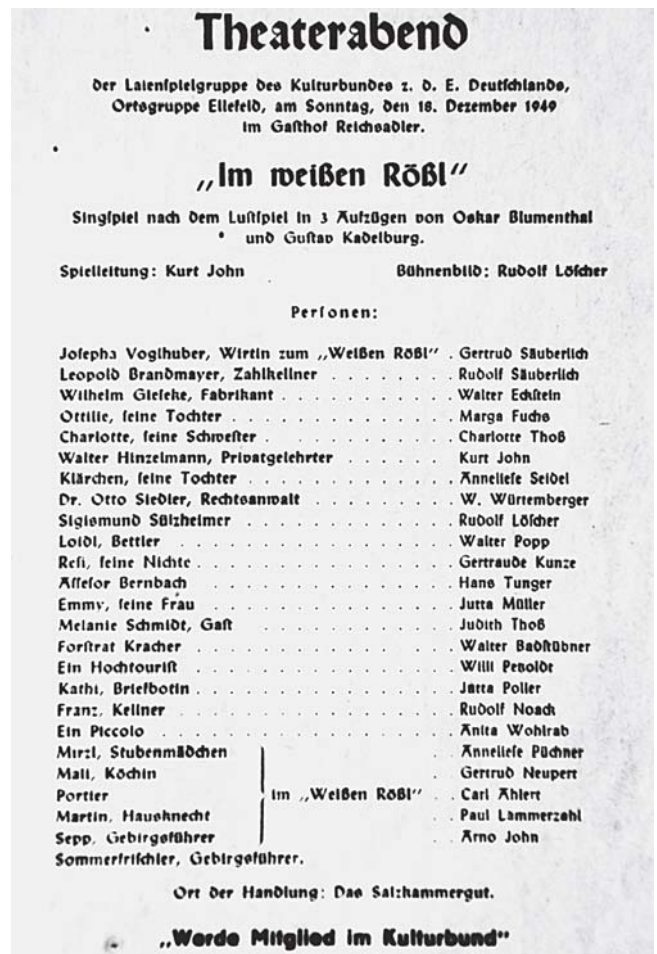 Theaterabend
der Laienspielgruppe des Kulturbundes z. d. E. Deutschlands,
Ortsgruppe Ellefeld, am Sonntag, den 18. Dezember 1949
im Gasthof Reichsadler.
„Im weißen Rößl“
Singspiel nach dem Lustspiel in 3 Aufzügen von Oskar Blumenthal
und Gustav Kadelburg.
Spielleitung: Kurt John Bühnenbild: Rudolf Löscher
Personen:
Josepha Voglhuber, Wirtin zum „Weißen Rößl“ . Gertrud Säuberlich
Leopold Brandmayer, Zahlkellner . . . . . . . . Rudolf Säuberlich
Wilhelm Gieseke, Fabrikant . . . . . . . . . . Walter Eckstein
Ottilie, seine Tochter . . . . . . . . . . . . Marga Fuchs
Charlotte, seine Schwester . . . . . . . . . . Charlotte Thoß
Walter Hinzelmann, Privatgelehrter . . . . . . Kurt John
Klärchen, seine Tochter . . . . . . . . . . . Anneliese Seidel
Dr. Otto Siedler, Rechtsanwalt . . . . . . . . W. Würtemberger
Sigismund Sülzheimer . . . . . . . . . . . Rudolf Löscher
Loidl, Bettler . . . . . . . . . . . . . . Walter Popp
Resi, seine Nichte . . . . . . . . . . . . . Gertraude Kunze
Assesor Bernbach . . . . . . . . . . . . . Hans Tunger
Emmy, seine Frau . . . . . . . . . . . . . Jutta Müller
Melanie Schmidt, Gast . . . . . . . . . . Judith Thoß
Forstrat Kracher . . . . . . . . . . . . . Walter Badstübner
Ein Hochtourist . . . . . . . . . . . . . Willi Petzoldt
Kathi, Briefbotin . . . . . . . . . . . . . Jutta Poller
Franz, Kellner . . . . . . . . . . . . . . Rudolf Noack
Ein Piccolo . . . . . . . . . . . . . . . Anita Wohlrab
Mirzl, Stubenmädchen . Anneliese Püchner
Mali, Köchin . Gertrud Neupert
Portier im „Weißen Rößl“ . . Carl Ahlert
Martin, Hausknecht . . Paul Lammerzahl
Sepp, Gebirgsführer . . Arno John
Sommerfrischler, Gebirgsführer.
Ort der Handlung: Das Salzkammergut.
„Werde Mitglied im Kulturbund“